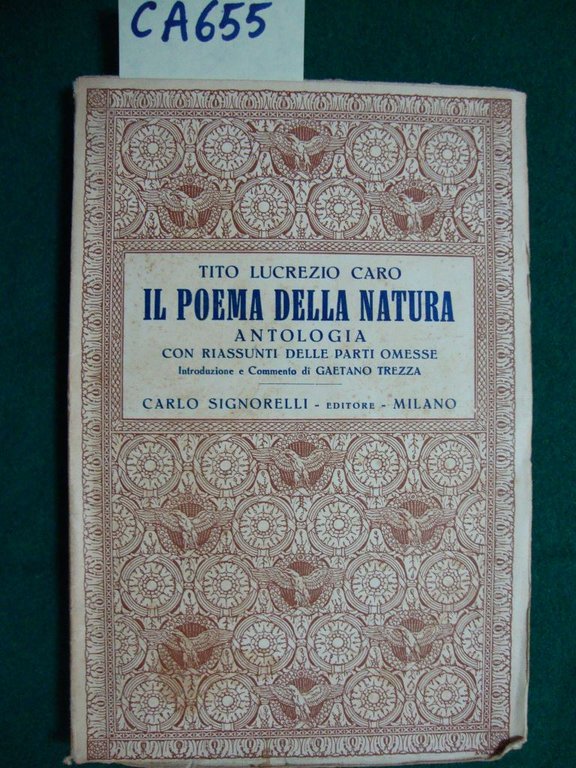 CA655
TITO LUCREZIO CARO
IL POEMA DELLA NATURA
ANTOLOGIA
CON RIASSUNTI DELLE PARTI OMESSE
Introduzione e Commento di GAETANO TREZZA
CARLO SIGNORELLI - EDITORE - MILANO